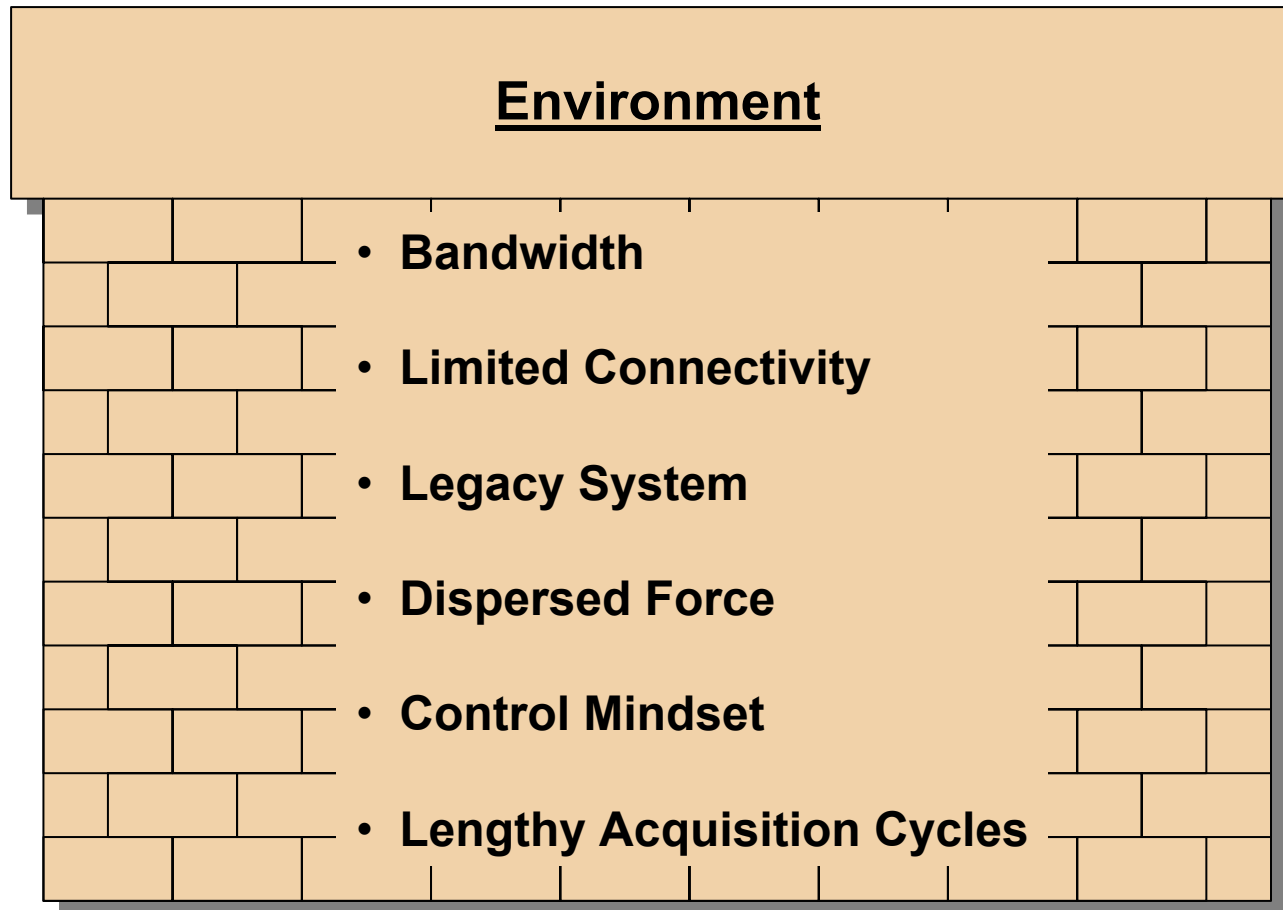 Environment
• Bandwidth
• Limited Connectivity
• Legacy System
• Dispersed Force
• Control Mindset
• Lengthy Acquisition Cycles